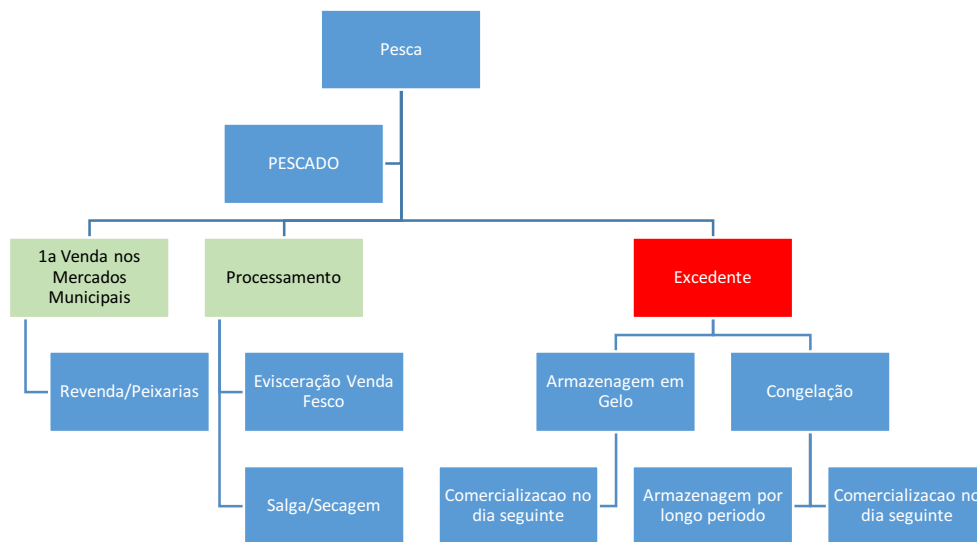 Pesca
PESCADO
1a Venda nos
Mercados
Municipais
Processamento
Excedente
Revenda/Peixarias
Evisceração Venda
Fesco
Armazenagem em
Gelo
Congelação
Salga/Secagem
Comercializacao no
dia seguinte
Armazenagem por
longo periodo
Comercializacao no
dia seguinte